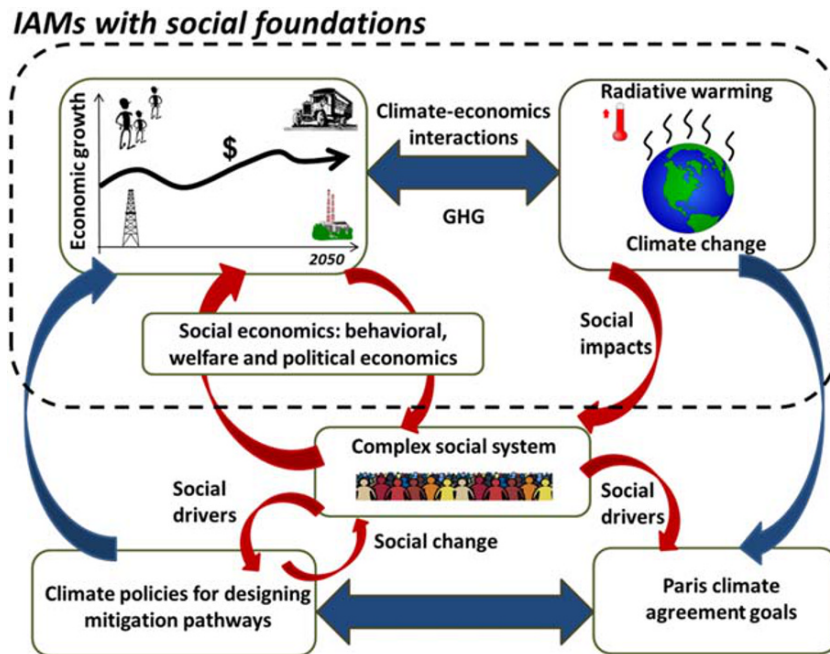 IAMs with social foundations
Economic growth
$
2050
Climate-economics
interactions
GHG
Radiative warming
Climate change
Social economics: behavioral,
welfare and political economics
Social
impacts
Complex social system
Social
drivers
Social change
Social
drivers
Climate policies for designing
mitigation pathways
Paris climate
agreement goals